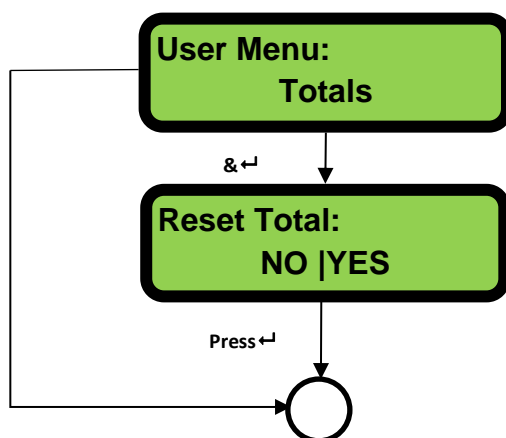 User Menu:
Totals
&↵
Reset Total:
NO |YES
Press↵